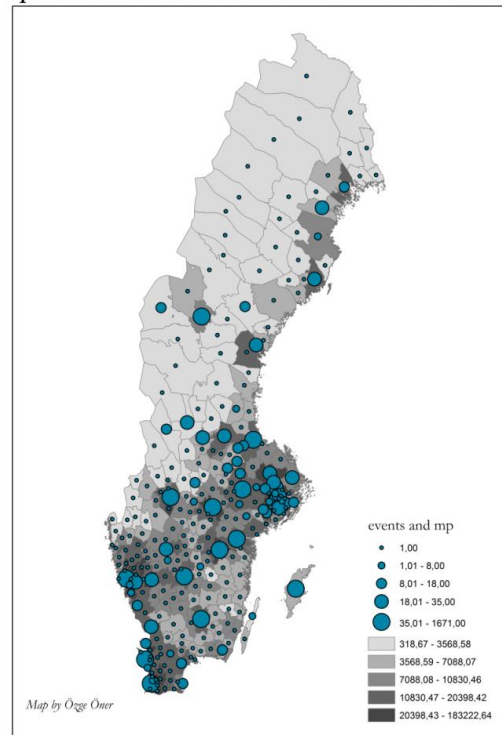 events and mp
1,00
1,01 - 8,00
8,01 - 18,00
18,01 - 35,00
35,01 - 1671,00
318,67 - 3568,58
3568,59 - 7088,07
7088,08 - 10830,46
10830,47 - 20398,42
20398,43 - 183222,64
Map by Özge Öner